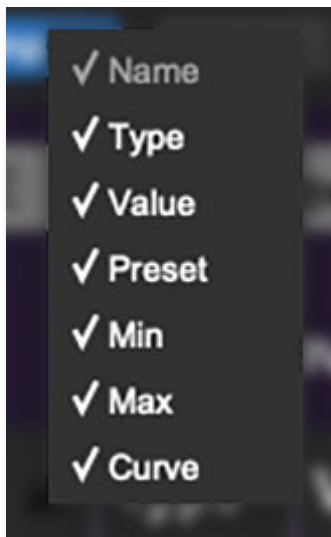 ✓ Name
✓ Type
✓ Value
✓ Preset
✓ Min
✓ Max
✓ Curve